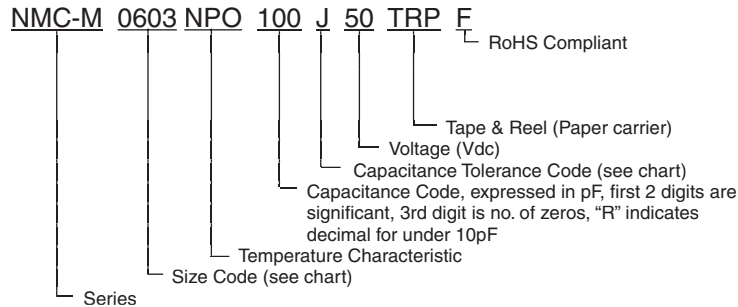 NMC-M 0603 NPO 100 J 50 TRP F
RoHS Compliant
Tape & Reel (Paper carrier)
Voltage (Vdc)
Capacitance Tolerance Code (see chart)
Capacitance Code, expressed in pF, first 2 digits are
significant, 3rd digit is no. of zeros, “R” indicates
decimal for under 10pF
Temperature Characteristic
Size Code (see chart)
Series